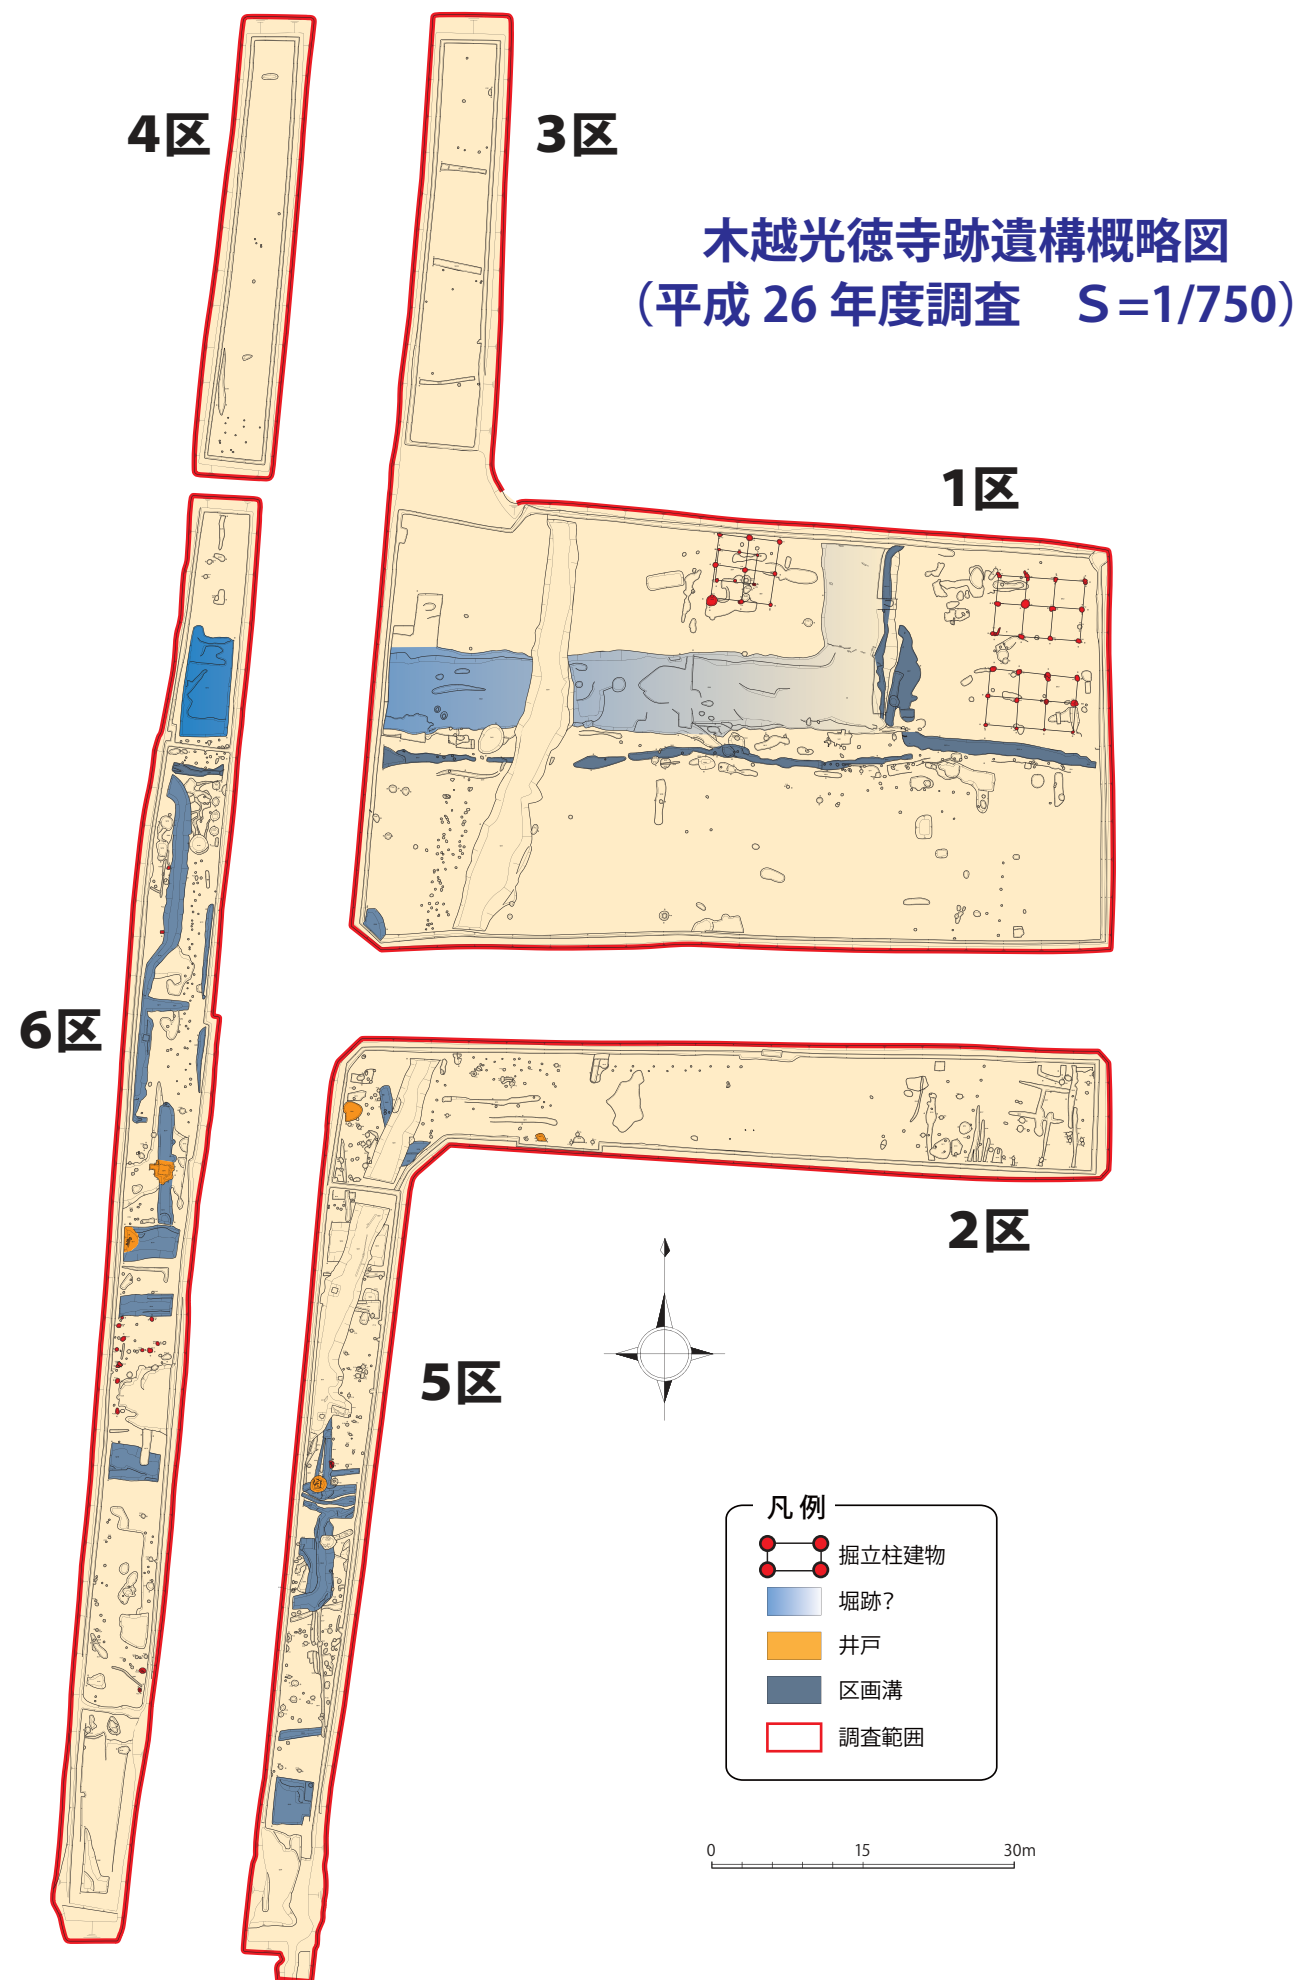 4区
3区
木越光徳寺跡遺構概略図
（平成 26 年度調査　S=1/750）
1区
6区
2区
5区
凡 例
掘立柱建物
堀跡？
井戸
区画溝
調査範囲
0 15 30m